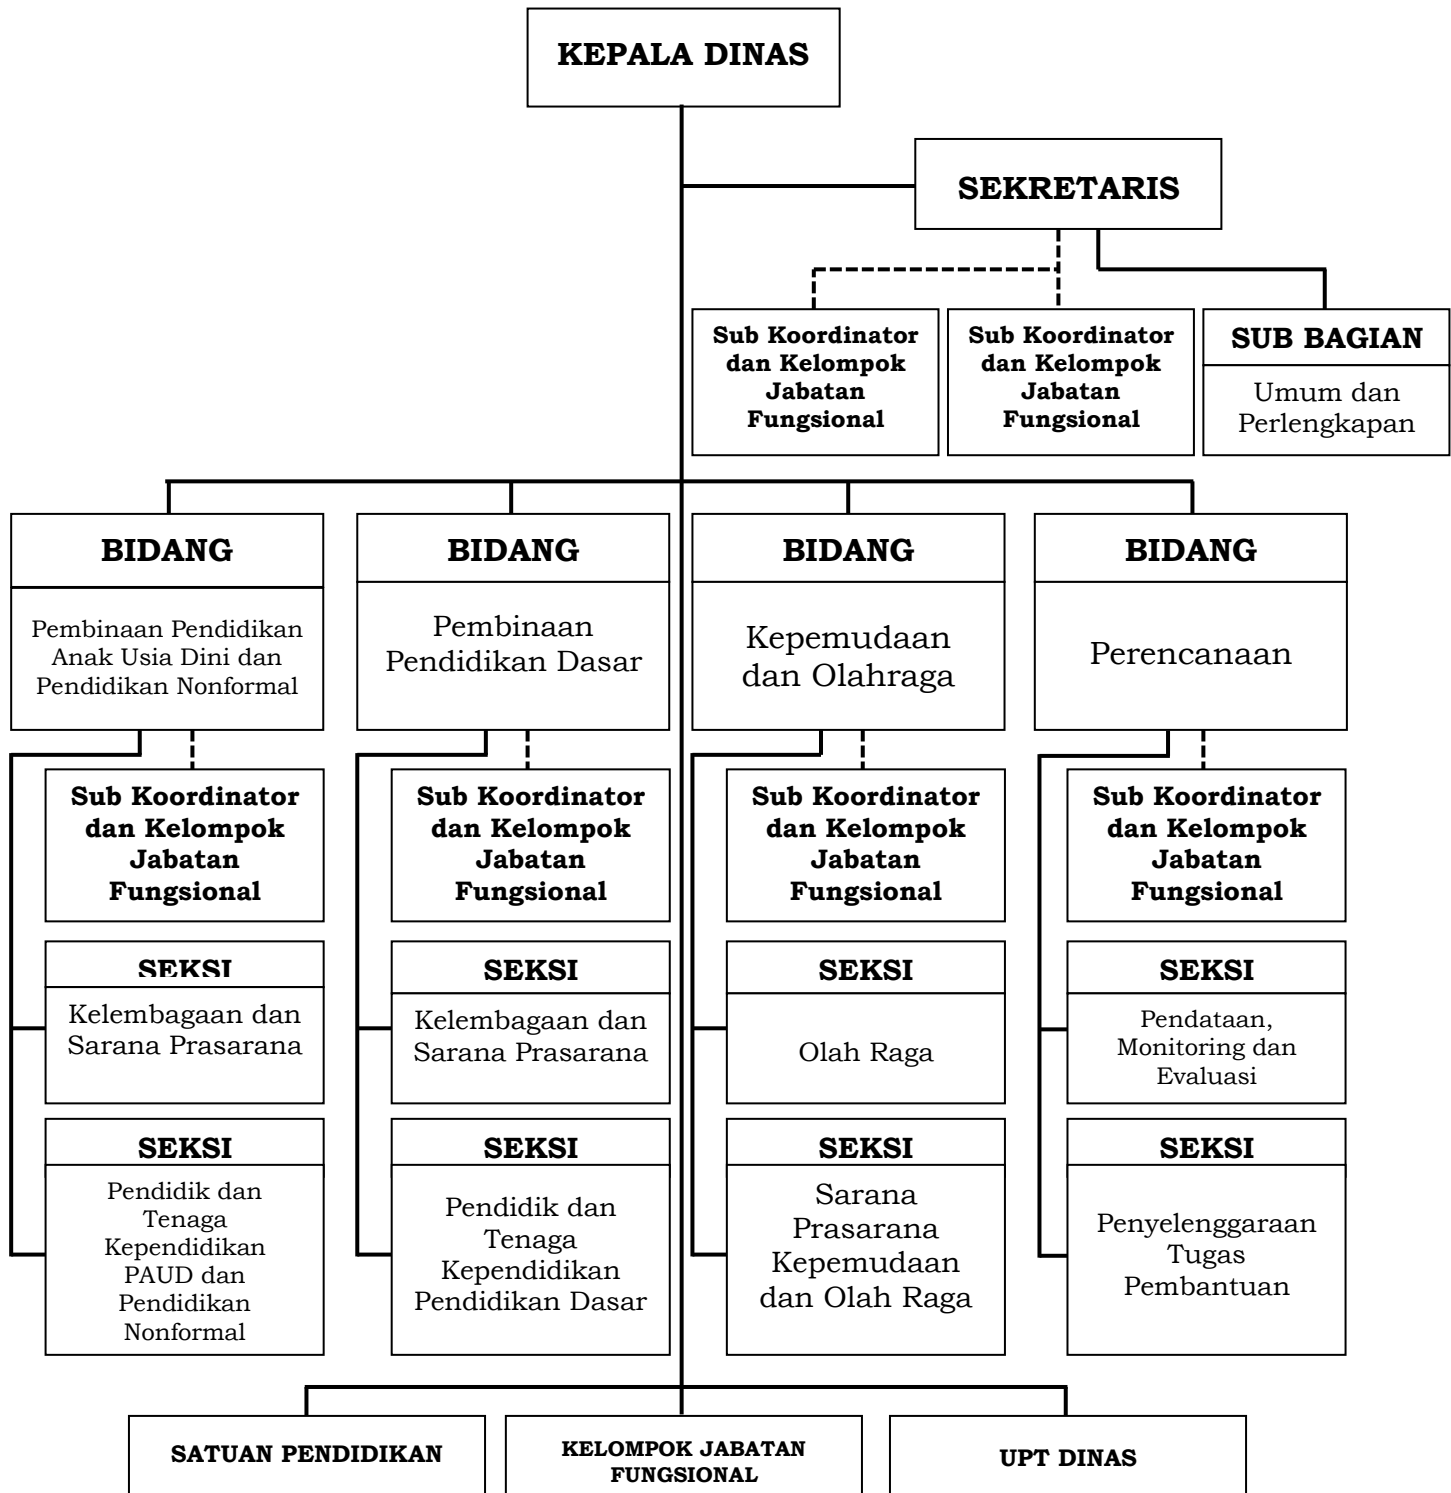 KEPALA DINAS
SEKRETARIS
Sub Koordinator
dan Kelompok
Jabatan
Fungsional
Sub Koordinator
dan Kelompok
Jabatan
Fungsional
SUB BAGIAN
Umum dan
Perlengkapan
BIDANG
Pembinaan Pendidikan
Anak Usia Dini dan
Pendidikan Nonformal
BIDANG
Pembinaan
Pendidikan Dasar
BIDANG
Kepemudaan
dan Olahraga
BIDANG
Perencanaan
Sub Koordinator
dan Kelompok
Jabatan
Fungsional
Sub Koordinator
dan Kelompok
Jabatan
Fungsional
Sub Koordinator
dan Kelompok
Jabatan
Fungsional
Sub Koordinator
dan Kelompok
Jabatan
Fungsional
SEKSI
Kelembagaan dan
Sarana Prasarana
SEKSI
Kelembagaan dan
Sarana Prasarana
SEKSI
Olah Raga
SEKSI
Pendataan,
Monitoring dan
Evaluasi
SEKSI
Pendidik dan
Tenaga
Kependidikan
PAUD dan
Pendidikan
Nonformal
SEKSI
Pendidik dan
Tenaga
Kependidikan
Pendidikan Dasar
SEKSI
Sarana
Prasarana
Kepemudaan
dan Olah Raga
SEKSI
Penyelenggaraan
Tugas
Pembantuan
SATUAN PENDIDIKAN
KELOMPOK JABATAN
FUNGSIONAL
UPT DINAS